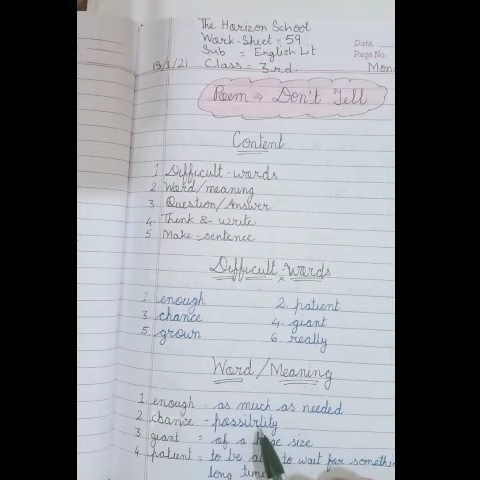 The Horizon School
Work-Sheet = 59
Sub = English Lit
Date
Page No.
18/1/21 Class = 3rd. Mon
Poem ⇒ Don't Tell
Content
1 Difficult-words
2 Word/meaning
3 Question/Answer
4 Think & write
5 Make-sentence
Difficult-Words
1. enough 2. patient
3. chance 4. giant
5. grown 6. really
Word/Meaning
1 enough = as much as needed
2 chance - possibility
3. giant = of a size
4. patient = to be to wait for somethin
long time